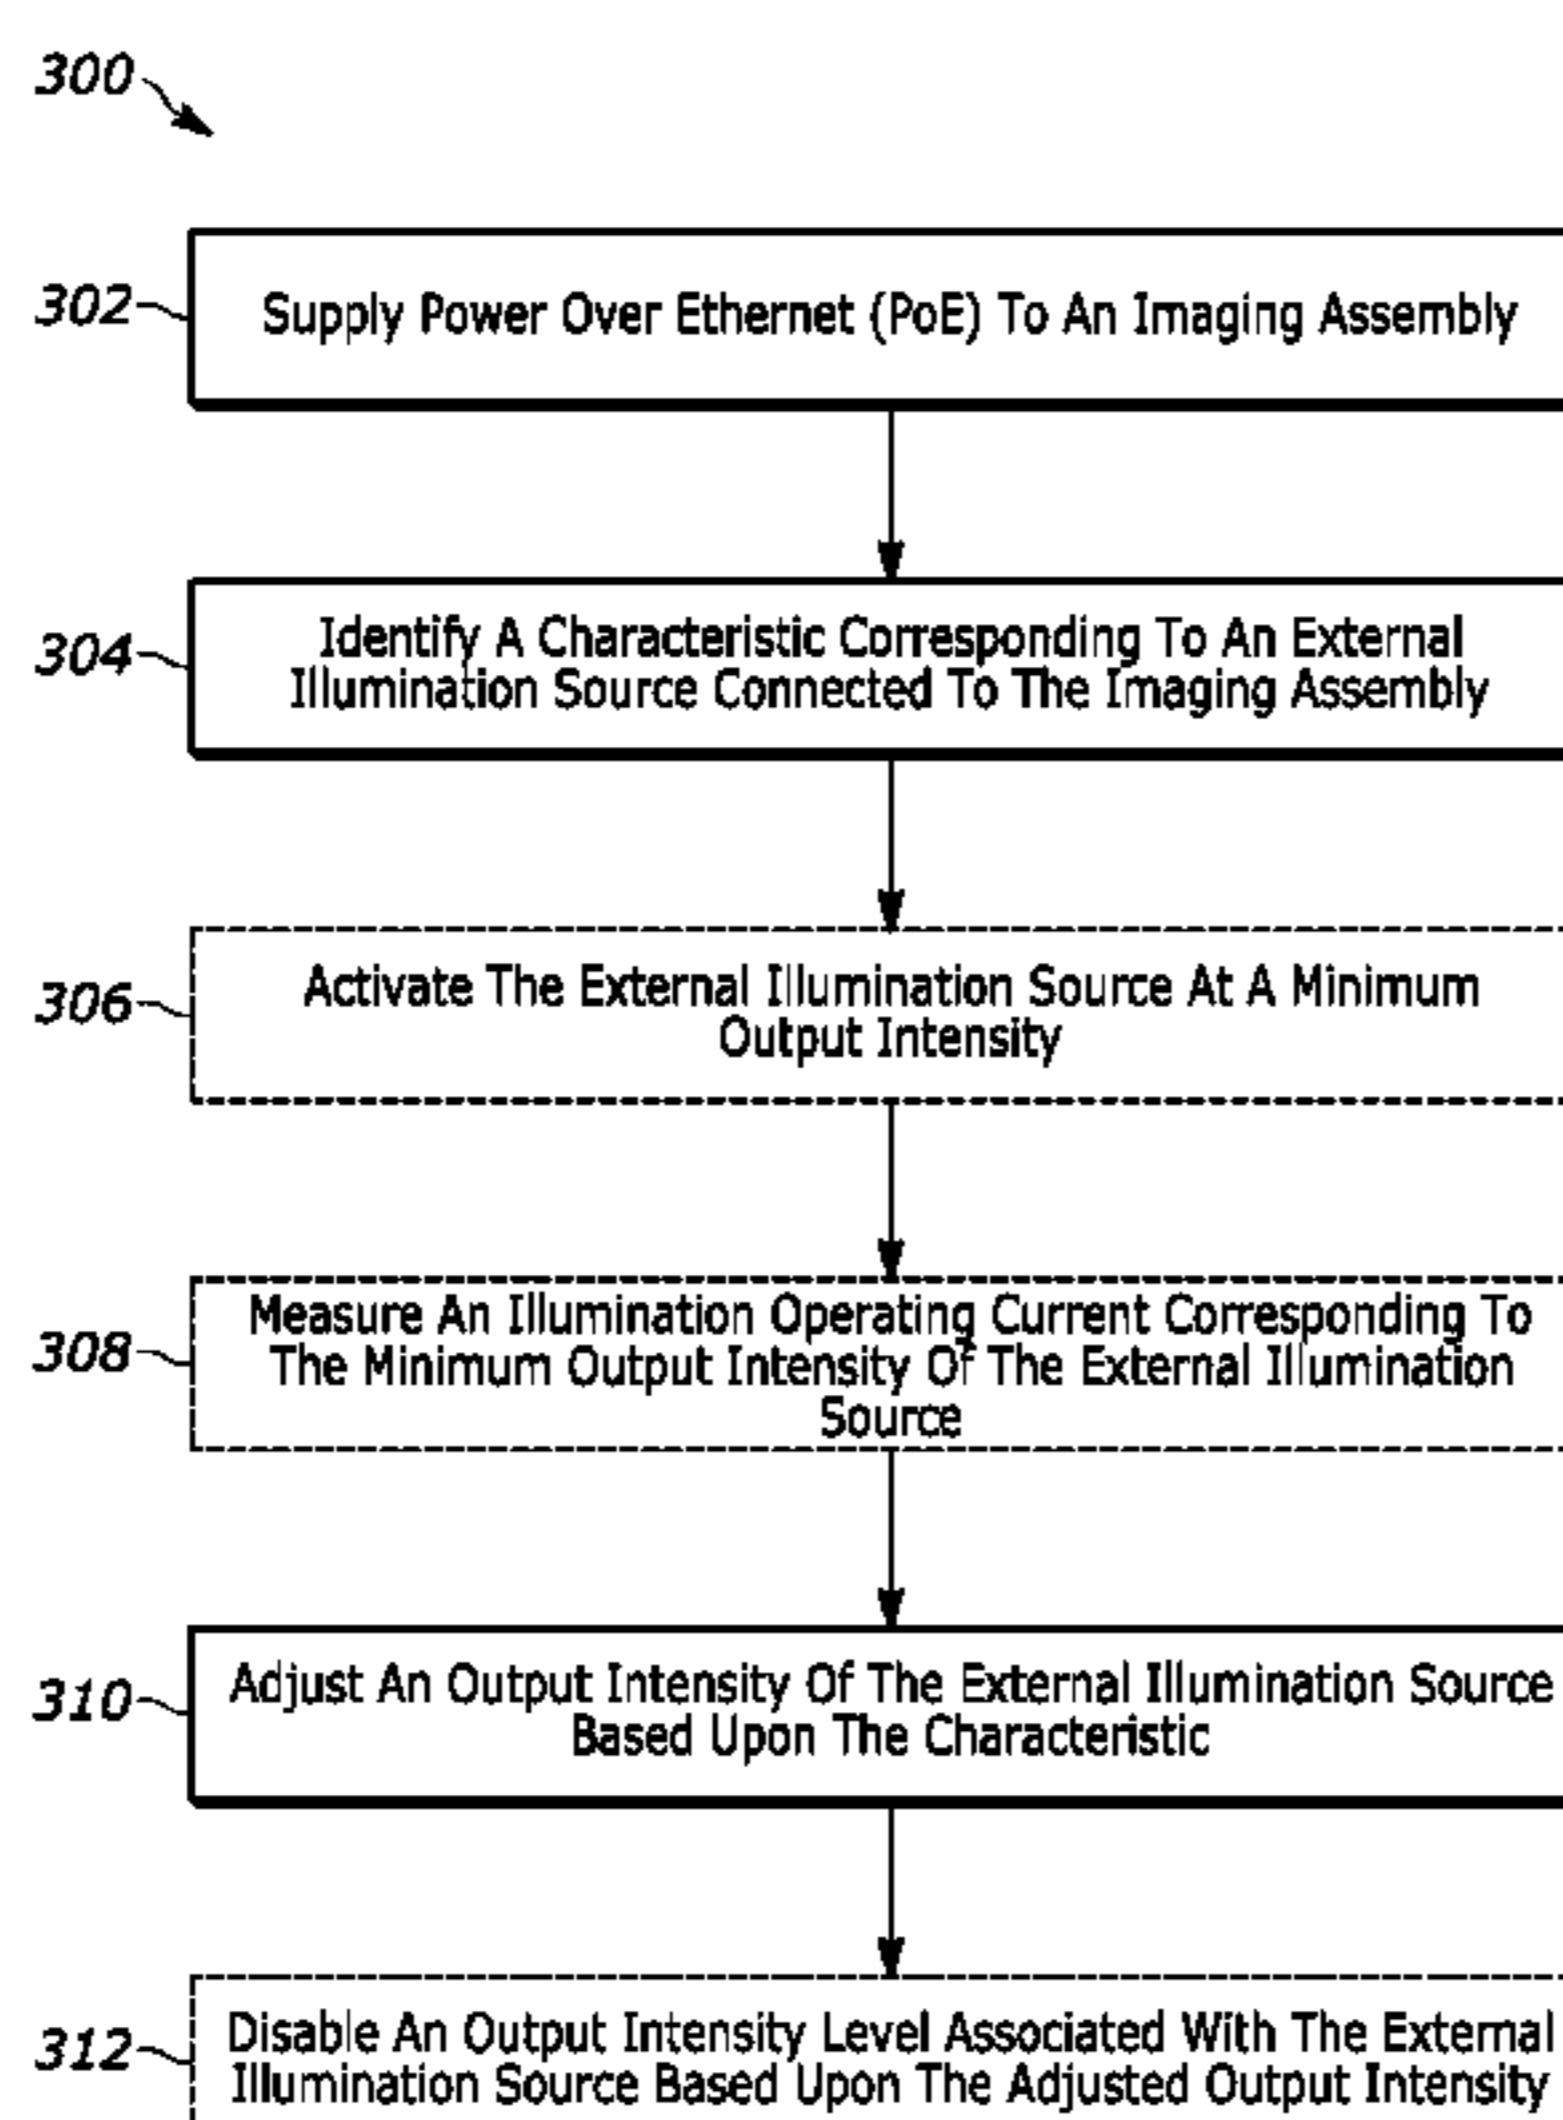 300
302
Supply Power Over Ethernet (PoE) To An Imaging Assembly
304
Identify A Characteristic Corresponding To An External
Illumination Source Connected To The Imaging Assembly
306
Activate The External Illumination Source At A Minimum
Output Intensity
308
Measure An Illumination Operating Current Corresponding To
The Minimum Output Intensity Of The External Illumination
Source
310
Adjust An Output Intensity Of The External Illumination Source
Based Upon The Characteristic
312
Disable An Output Intensity Level Associated With The External
Illumination Source Based Upon The Adjusted Output Intensity